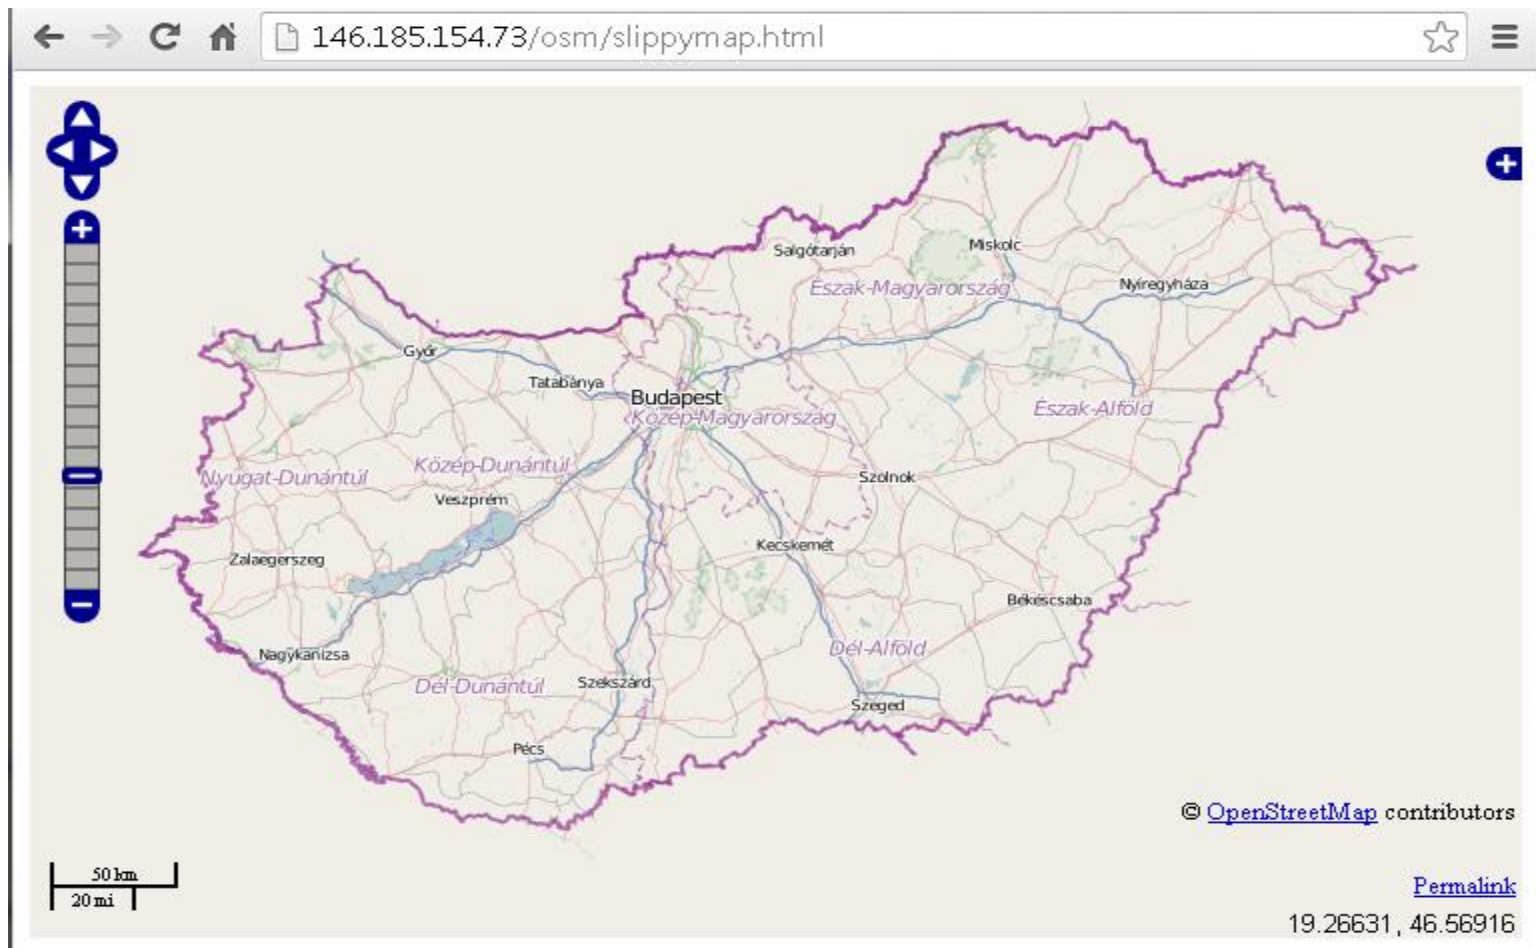 146.185.154.73/osm/slippymap.html
Salgótarján
Miskolc
Észak-Magyarország
Nyíregyháza
Győr
Tatabánya
Budapest
Közép-Magyarország
Észak-Alföld
Közép-Dunántúl
Nyugat-Dunántúl
Szolnok
Veszprém
Kecskemét
Zalaegerszeg
Békéscsaba
Dél-Alföld
Nagykanizsa
Dél-Dunántúl
Szekszárd
Szeged
Pécs
© OpenStreetMap contributors
50 km
20 mi
Permalink
19.26631, 46.56916